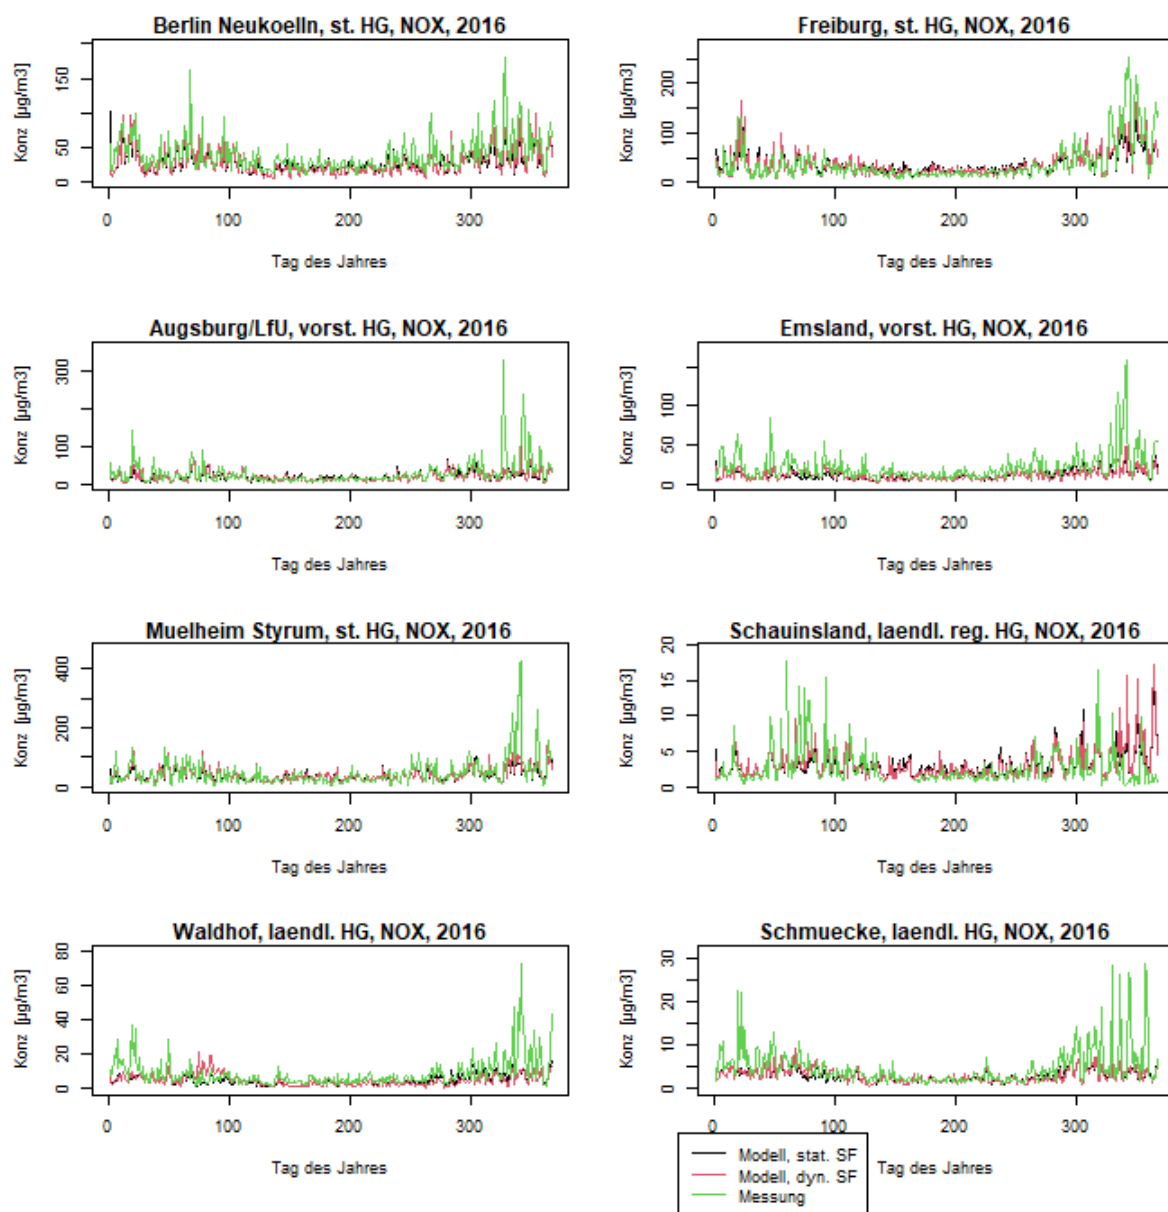 Berlin Neukoelln, st. HG, NOX, 2016
Konz [µg/m3]
0 50 150
0 100 200 300
Tag des Jahres
Freiburg, st. HG, NOX, 2016
Konz [µg/m3]
0 100 200
0 100 200 300
Tag des Jahres
Augsburg/LfU, vorst. HG, NOX, 2016
Konz [µg/m3]
0 100 300
0 100 200 300
Tag des Jahres
Emsland, vorst. HG, NOX, 2016
Konz [µg/m3]
0 50 100
0 100 200 300
Tag des Jahres
Muelheim Styrum, st. HG, NOX, 2016
Konz [µg/m3]
0 200 400
0 100 200 300
Tag des Jahres
Schauinsland, laendl. reg. HG, NOX, 2016
Konz [µg/m3]
0 5 10 15 20
0 100 200 300
Tag des Jahres
Waldhof, laendl. HG, NOX, 2016
Konz [µg/m3]
0 20 40 60 80
0 100 200 300
Tag des Jahres
Schmuecke, laendl. HG, NOX, 2016
Konz [µg/m3]
0 10 20 30
0 100 200 300
Tag des Jahres
Modell, stat. SF
Modell, dyn. SF
Messung